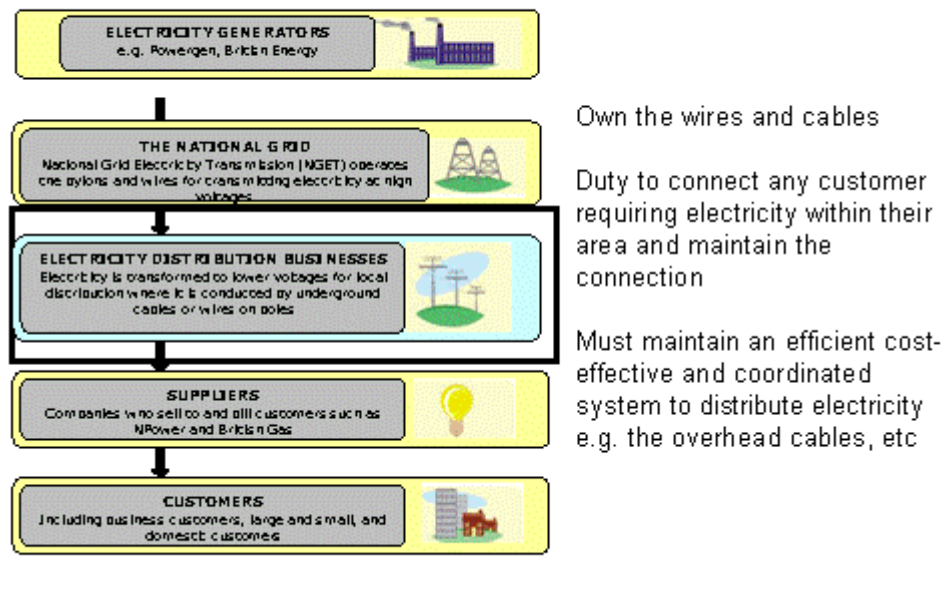 ELECTRICITY GENERATORS
e.g. Powergen, British Energy
THE NATIONAL GRID
National Grid Electricity Transmission (NGET) operates
the pylons and wires for transmitting electricity at high
voltages
ELECTRICITY DISTRIBUTION BUSINESSES
Electricity is transformed to lower voltages for local
distribution where it is conducted by underground
cables or wires on poles
SUPPLIERS
Companies who sell to and bill customers such as
NPower and British Gas
CUSTOMERS
Including business customers, large and small, and
domestic customers
Own the wires and cables
Duty to connect any customer
requiring electricity within their
area and maintain the
connection
Must maintain an efficient cost-
effective and coordinated
system to distribute electricity
e.g. the overhead cables, etc